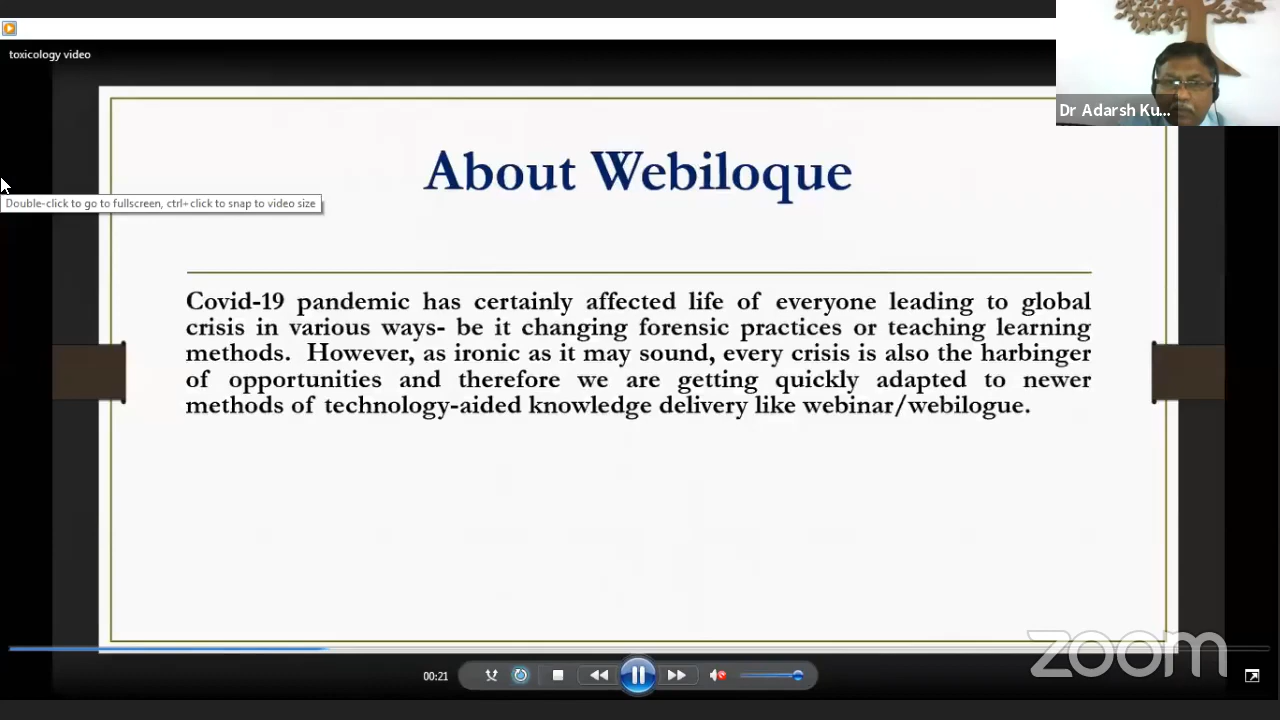 toxicology video
Dr Adarsh Ku...
About Webiloque
Double-click to go to fullscreen, ctrl+click to snap to video size
Covid-19 pandemic has certainly affected life of everyone leading to global
crisis in various ways- be it changing forensic practices or teaching learning
methods.  However, as ironic as it may sound, every crisis is also the harbinger
of opportunities and therefore we are getting quickly adapted to newer
methods of technology-aided knowledge delivery like webinar/webilogue.
zoom
00:21